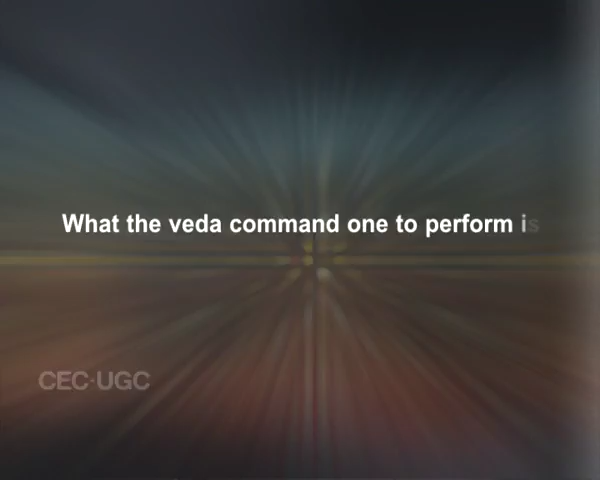 What the veda command one to perform is
CEC-UGC